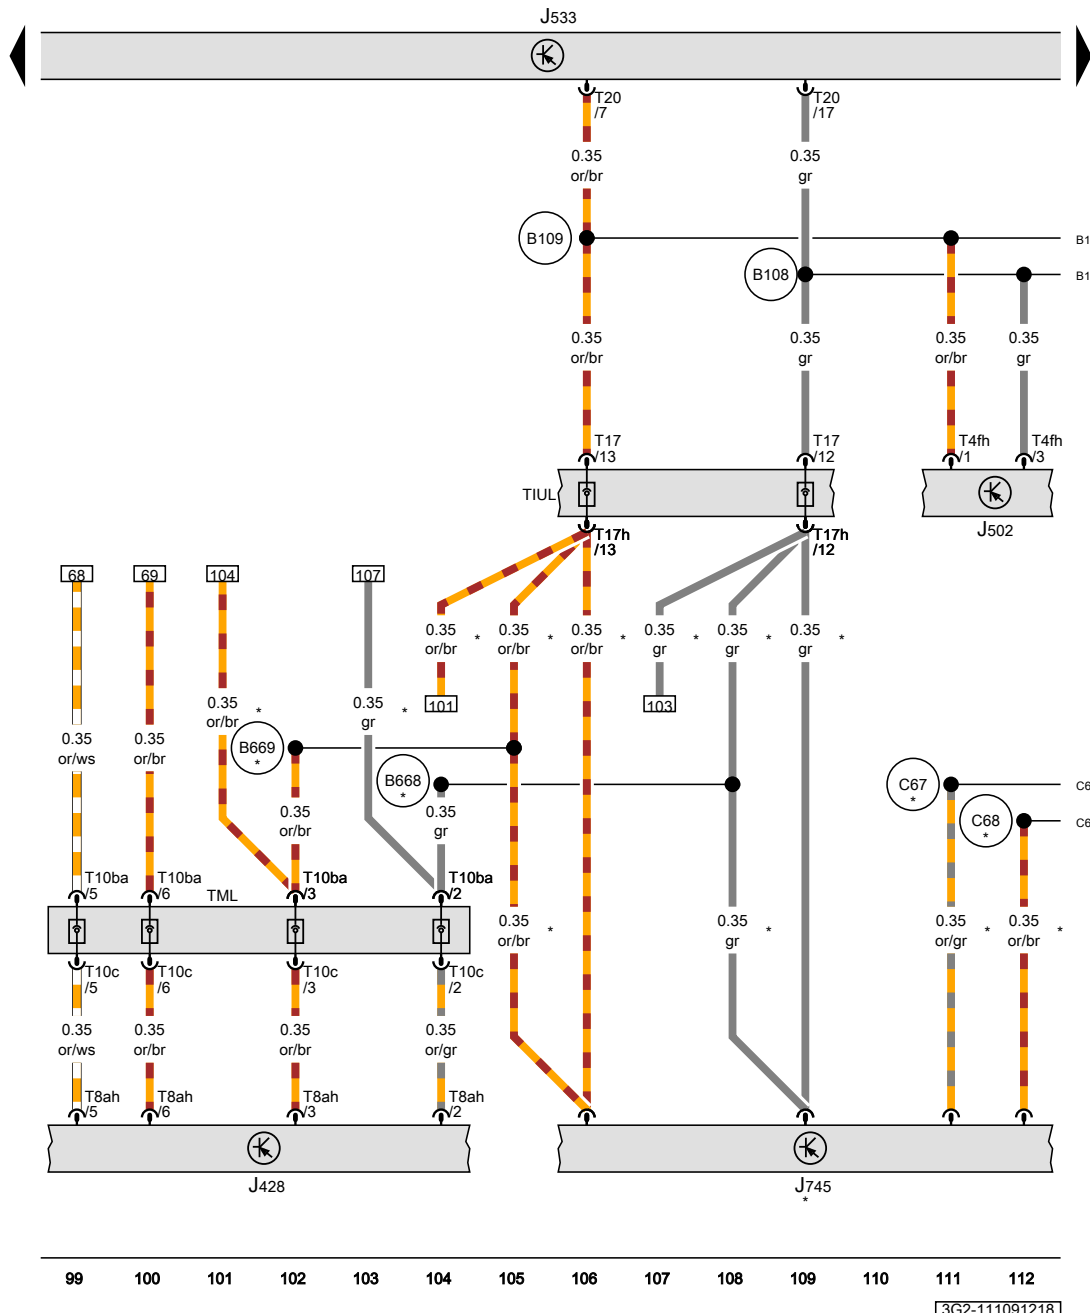 J533
T20
/7
T20
/17
0.35
or/br
0.35
gr
B109
B1
B108
B1
0.35
or/br
0.35
gr
0.35
or/br
0.35
gr
T17
/13
T17
/12
T4fh
/1
T4fh
/3
TIUL
J502
T17h
/13
T17h
/12
68
69
104
107
0.35
or/br
*
0.35
or/br
*
0.35
or/br
*
0.35
gr
*
0.35
gr
*
0.35
gr
*
101
103
0.35
or/br
*
0.35
gr
*
0.35
or/ws
0.35
or/br
B669
*
B668
*
C67
*
C6
C68
*
C6
0.35
or/br
0.35
gr
T10ba
/5
T10ba
/6
TML
T10ba
/3
T10ba
/2
0.35
or/br
*
0.35
gr
*
0.35
or/gr
*
0.35
or/br
*
T10c
/5
T10c
/6
T10c
/3
T10c
/2
0.35
or/ws
0.35
or/br
0.35
or/br
0.35
or/gr
T8ah
/5
T8ah
/6
T8ah
/3
T8ah
/2
J428
J745
*
99 100 101 102 103 104 105 106 107 108 109 110 111 112
3G2-111091218